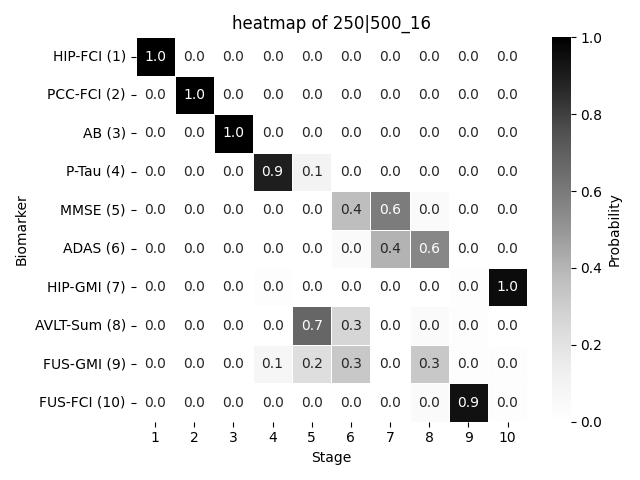 heatmap of 250|500_16
HIP-FCI (1) 1.0 0.0 0.0 0.0 0.0 0.0 0.0 0.0 0.0 0.0
PCC-FCI (2) 0.0 1.0 0.0 0.0 0.0 0.0 0.0 0.0 0.0 0.0
AB (3) 0.0 0.0 1.0 0.0 0.0 0.0 0.0 0.0 0.0 0.0
P-Tau (4) 0.0 0.0 0.0 0.9 0.1 0.0 0.0 0.0 0.0 0.0
MMSE (5) 0.0 0.0 0.0 0.0 0.0 0.4 0.6 0.0 0.0 0.0
ADAS (6) 0.0 0.0 0.0 0.0 0.0 0.0 0.4 0.6 0.0 0.0
HIP-GMI (7) 0.0 0.0 0.0 0.0 0.0 0.0 0.0 0.0 0.0 1.0
AVLT-Sum (8) 0.0 0.0 0.0 0.0 0.7 0.3 0.0 0.0 0.0 0.0
FUS-GMI (9) 0.0 0.0 0.0 0.1 0.2 0.3 0.0 0.3 0.0 0.0
FUS-FCI (10) 0.0 0.0 0.0 0.0 0.0 0.0 0.0 0.0 0.9 0.0
1 2 3 4 5 6 7 8 9 10
Stage
Biomarker
1.0
0.8
0.6
0.4
0.2
0.0
Probability